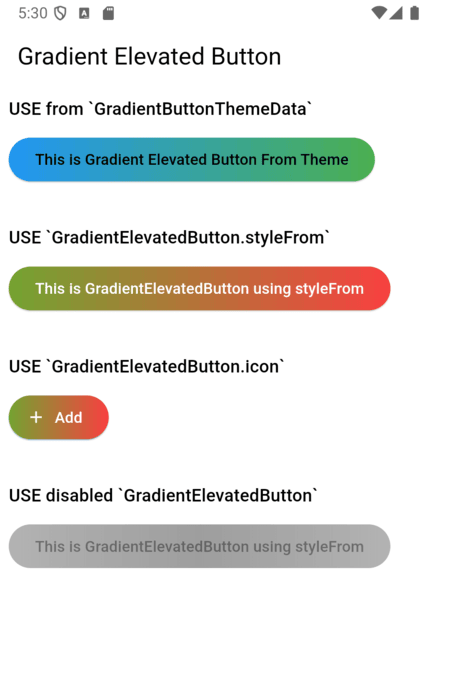 5:30
Gradient Elevated Button
USE from `GradientButtonThemeData`
This is Gradient Elevated Button From Theme
USE `GradientElevatedButton.styleFrom`
This is GradientElevatedButton using styleFrom
USE `GradientElevatedButton.icon`
+ Add
USE disabled `GradientElevatedButton`
This is GradientElevatedButton using styleFrom